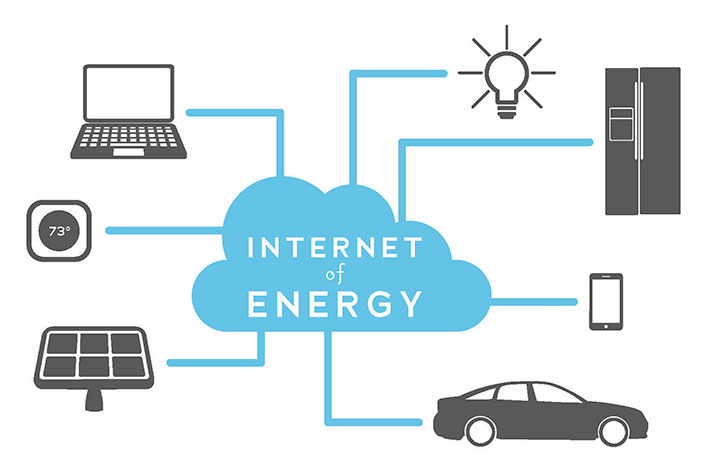 73°
INTERNET
of
ENERGY